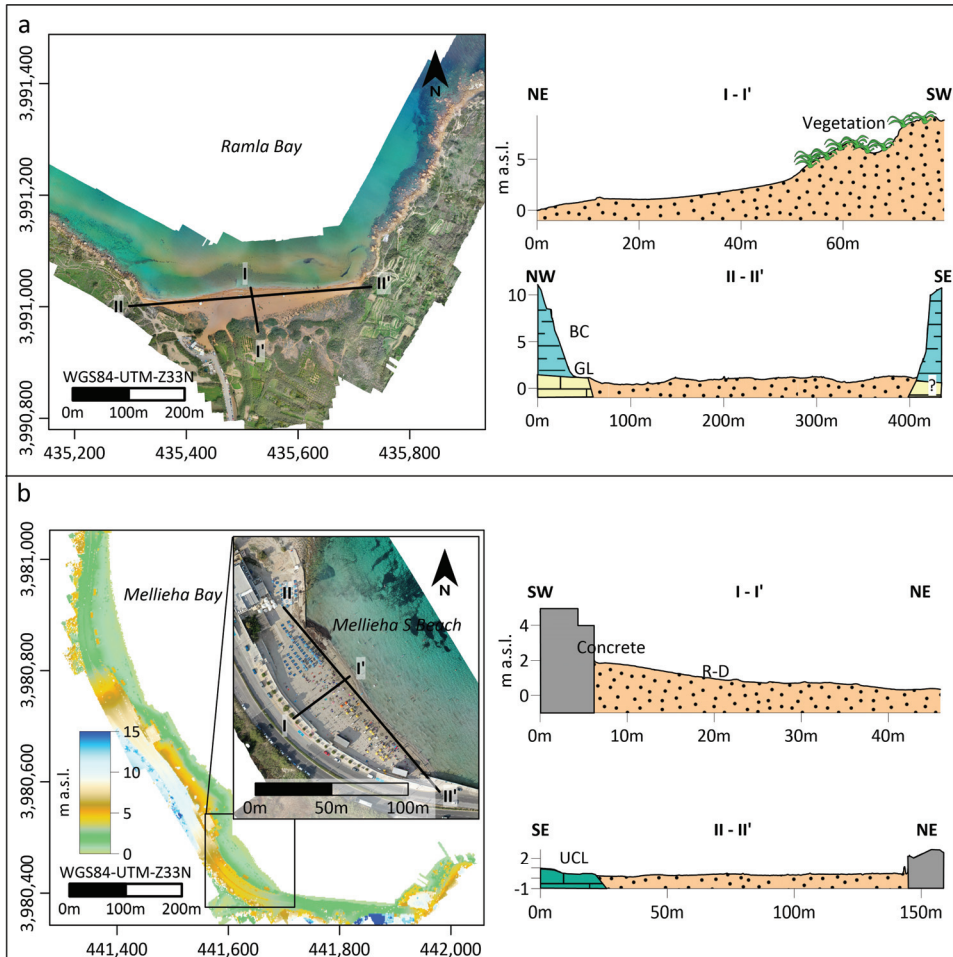 a
3,991,400
3,991,200
3,991,000
3,990,800
N
Ramla Bay
I
II
II'
I'
WGS84-UTM-Z33N
0m 100m 200m
435,200 435,400 435,600 435,800
NE I - I' SW
Vegetation
m a.s.l.
5
0
0m 20m 40m 60m
NW II - II' SE
10
5
0
BC
GL
?
0m 100m 200m 300m 400m
b
3,981,000
3,980,800
3,980,600
3,980,400
Mellieha Bay
N
II
Mellieha S Beach
I'
I
II'
0m 50m 100m
m a.s.l.
15
10
5
0
WGS84-UTM-Z33N
0m 100m 200m
441,400 441,600 441,800 442,000
SW I - I' NE
m a.s.l.
4
2
0
Concrete
R-D
0m 10m 20m 30m 40m
SE II - II' NE
2
-1
UCL
0m 50m 100m 150m